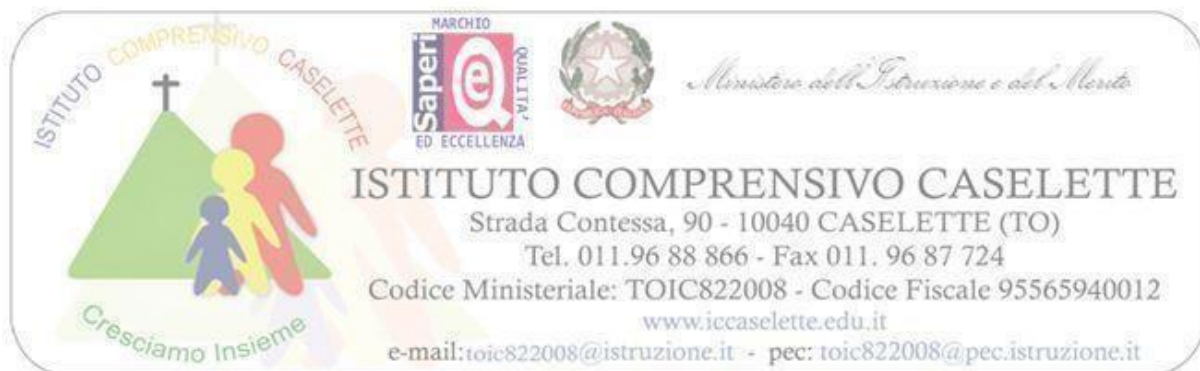 ISTITUTO COMPRENSIVO CASELETTE
Cresciamo Insieme
MARCHIO
Saperi
e
QUALITA'
ED ECCELLENZA
Ministero dell'Istruzione e del Merito
ISTITUTO COMPRENSIVO CASELETTE
Strada Contessa, 90 - 10040 CASELETTE (TO)
Tel. 011.96 88 866 - Fax 011. 96 87 724
Codice Ministeriale: TOIC822008 - Codice Fiscale 95565940012
www.iccaselette.edu.it
e-mail:toic822008@istruzione.it - pec: toic822008@pec.istruzione.it